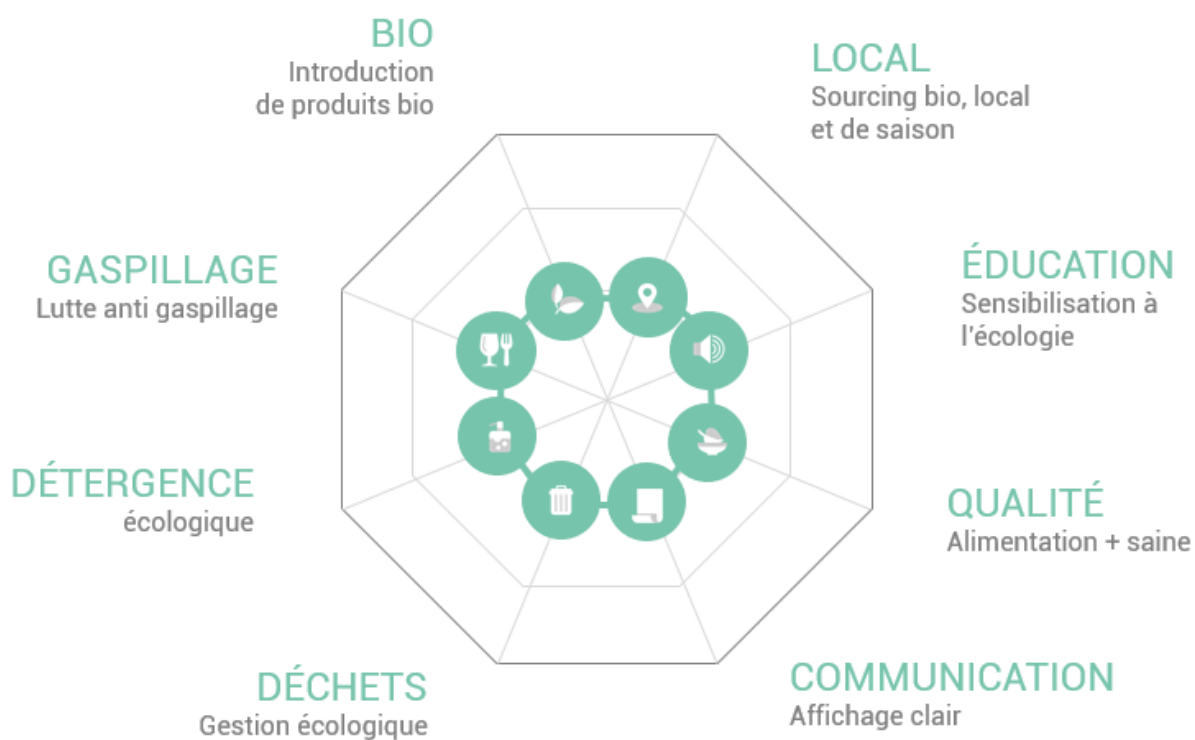 BIO
Introduction
de produits bio
LOCAL
Sourcing bio, local
et de saison
ÉDUCATION
Sensibilisation à
l'écologie
GASPILLAGE
Lutte anti gaspillage
DÉTERGENCE
écologique
QUALITÉ
Alimentation + saine
DÉCHETS
Gestion écologique
COMMUNICATION
Affichage clair